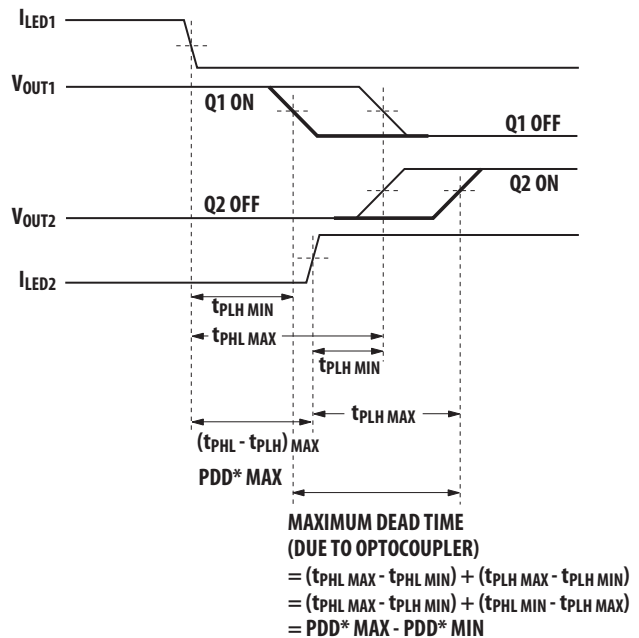 ILED1
VOUT1
Q1 ON
Q1 OFF
Q2 OFF
Q2 ON
VOUT2
ILED2
tPLH MIN
tPHL MAX
tPLH MIN
tPLH MAX
(tPHL - tPLH) MAX
PDD* MAX
MAXIMUM DEAD TIME
(DUE TO OPTOCOUPLER)
= (tPHL MAX - tPHL MIN) + (tPLH MAX - tPLH MIN)
= (tPHL MAX - tPLH MIN) + (tPHL MIN - tPLH MAX)
= PDD* MAX - PDD* MIN